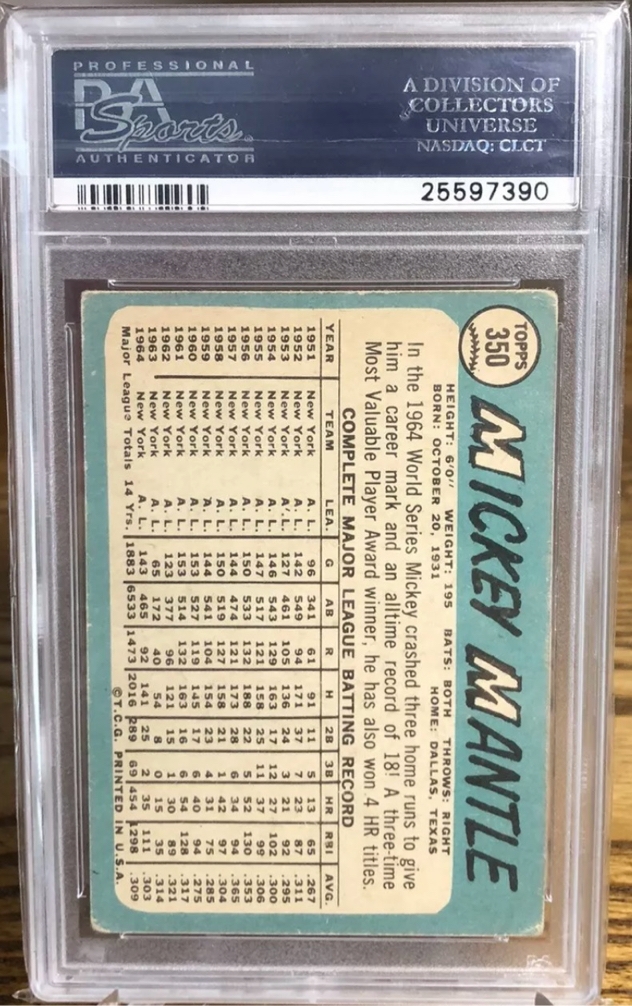 PROFESSIONAL
PSA
Sports
AUTHENTICATOR
A DIVISION OF
COLLECTORS
UNIVERSE
NASDAQ: CLCT
25597390
TOPPS
350
MICKEY MANTLE
HEIGHT: 6'0" WEIGHT: 195 BATS: BOTH THROWS: RIGHT
BORN: OCTOBER 20, 1931 HOME: DALLAS, TEXAS
In the 1964 World Series Mickey crashed three home runs to give
him a career mark and an alltime record of 18! A three-time
Most Valuable Player Award winner, he has also won 4 HR titles.
COMPLETE MAJOR LEAGUE BATTING RECORD
YEAR TEAM LEA. G AB R H 2B 3B HR RBI AVG.
1951 New York A. L. 96 341 61 91 11 5 13 65 .267
1952 New York A. L. 142 549 94 171 37 7 23 87 .311
1953 New York A. L. 127 461 105 136 24 3 21 92 .295
1954 New York A. L. 146 543 129 163 17 12 27 102 .300
1955 New York A. L. 147 517 121 158 25 11 37 99 .306
1956 New York A. L. 150 533 132 188 22 5 52 130 .353
1957 New York A. L. 144 474 121 173 28 6 34 94 .365
1958 New York A. L. 150 519 127 158 21 1 42 97 .304
1959 New York A. L. 144 541 104 154 23 4 31 75 .285
1960 New York A. L. 153 527 119 145 17 6 40 94 .275
1961 New York A. L. 153 514 132 163 16 6 54 128 .317
1962 New York A. L. 123 377 96 121 15 1 30 89 .321
1963 New York A. L. 65 172 40 54 8 0 15 35 .314
1964 New York A. L. 143 465 92 141 25 2 35 111 .303
Major League Totals 14 Yrs. 1883 6533 1473 2016 289 69 454 1298 .309
©T.C.G. PRINTED IN U.S.A.
PSA